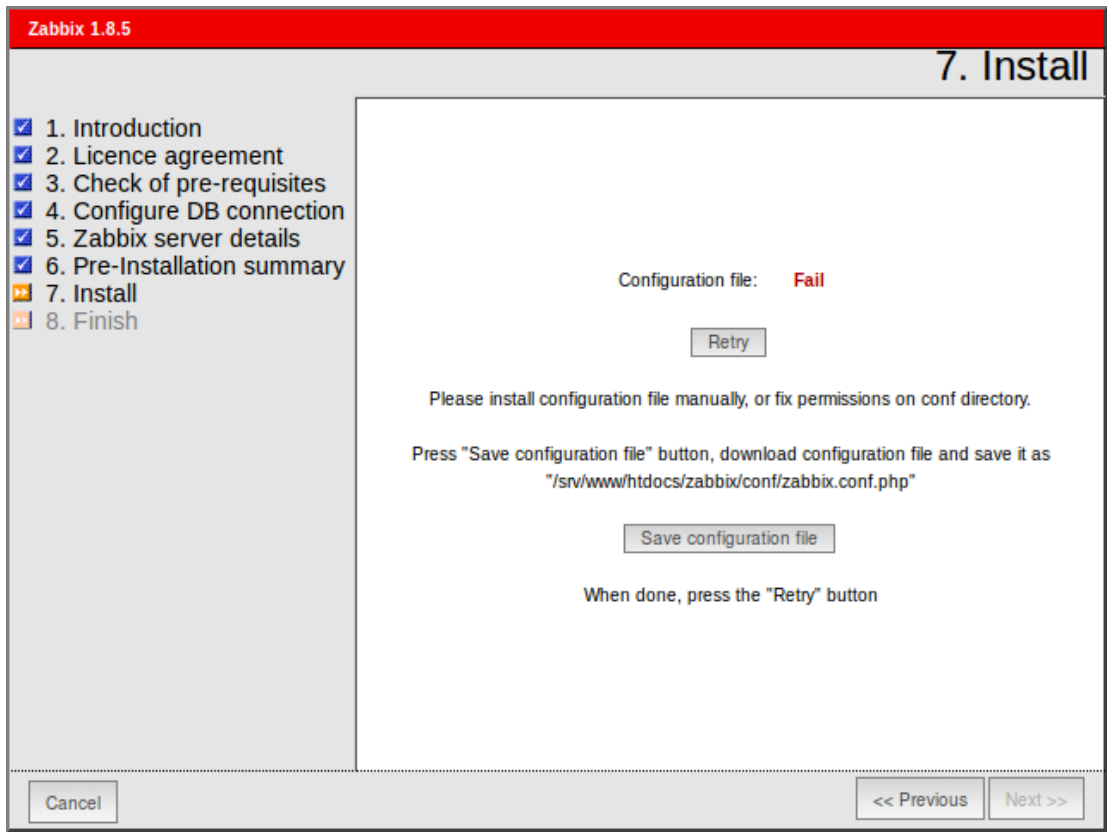 Zabbix 1.8.5
7. Install
1. Introduction
2. Licence agreement
3. Check of pre-requisites
4. Configure DB connection
5. Zabbix server details
6. Pre-Installation summary
7. Install
8. Finish
Configuration file: Fail
Retry
Please install configuration file manually, or fix permissions on conf directory.
Press "Save configuration file" button, download configuration file and save it as
"/srv/www/htdocs/zabbix/conf/zabbix.conf.php"
Save configuration file
When done, press the "Retry" button
Cancel
<< Previous
Next >>